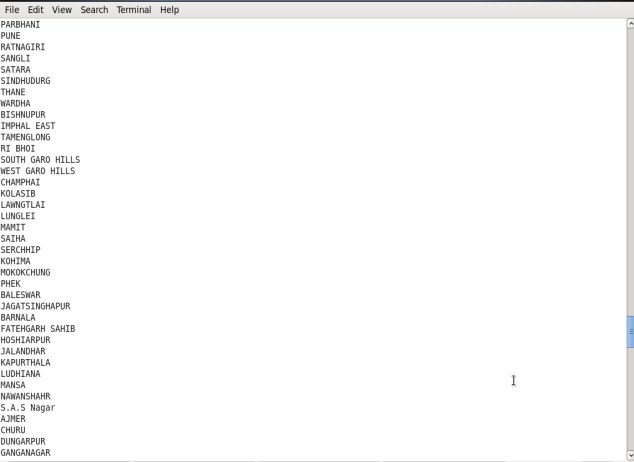 File Edit View Search Terminal Help
PARBHANI
PUNE
RATNAGIRI
SANGLI
SATARA
SINDHUDURG
THANE
WARDHA
BISHNUPUR
IMPHAL EAST
TAMENGLONG
RI BHOI
SOUTH GARO HILLS
WEST GARO HILLS
CHAMPHAI
KOLASIB
LAWNGTLAI
LUNGLEI
MAMIT
SAIHA
SERCHHIP
KOHIMA
MOKOKCHUNG
PHEK
BALESWAR
JAGATSINGHAPUR
BARNALA
FATEHGARH SAHIB
HOSHIARPUR
JALANDHAR
KAPURTHALA
LUDHIANA
MANSA
NAWANSHAHR
S.A.S Nagar
AJMER
CHURU
DUNGARPUR
GANGANAGAR